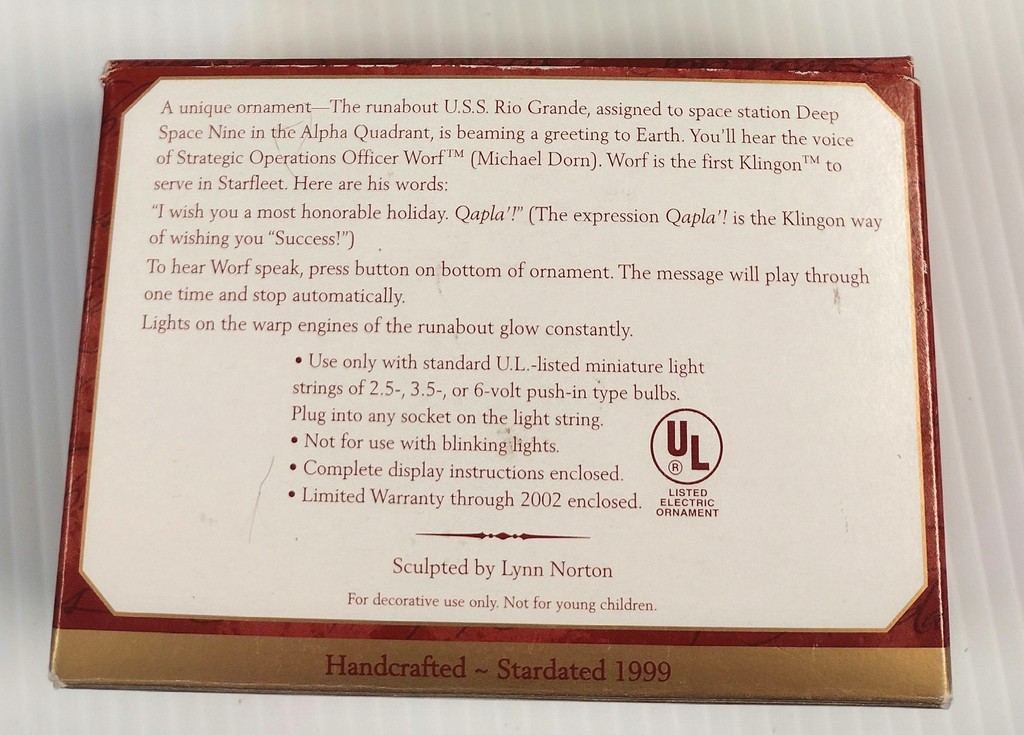 A unique ornament—The runabout U.S.S. Rio Grande, assigned to space station Deep
Space Nine in the Alpha Quadrant, is beaming a greeting to Earth. You'll hear the voice
of Strategic Operations Officer Worf™ (Michael Dorn). Worf is the first Klingon™ to
serve in Starfleet. Here are his words:
“I wish you a most honorable holiday. Qapla'!” (The expression Qapla'! is the Klingon way
of wishing you “Success!”)
To hear Worf speak, press button on bottom of ornament. The message will play through
one time and stop automatically.
Lights on the warp engines of the runabout glow constantly.
• Use only with standard U.L.-listed miniature light
strings of 2.5-, 3.5-, or 6-volt push-in type bulbs.
Plug into any socket on the light string.
• Not for use with blinking lights.
• Complete display instructions enclosed.
• Limited Warranty through 2002 enclosed.
UL ®
LISTED
ELECTRIC
ORNAMENT
Sculpted by Lynn Norton
For decorative use only. Not for young children.
Handcrafted ~ Stardated 1999